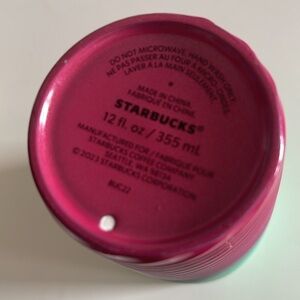 DO NOT MICROWAVE. HAND WASH ONLY.
NE PAS PASSER AU FOUR À MICRO-ONDES.
LAVER À LA MAIN SEULEMENT.
MADE IN CHINA.
FABRIQUÉ EN CHINE.
STARBUCKS®
12 fl. oz / 355 mL
MANUFACTURED FOR / FABRIQUÉ POUR
STARBUCKS COFFEE COMPANY
SEATTLE, WA 98134
©2023 STARBUCKS CORPORATION
BUC22